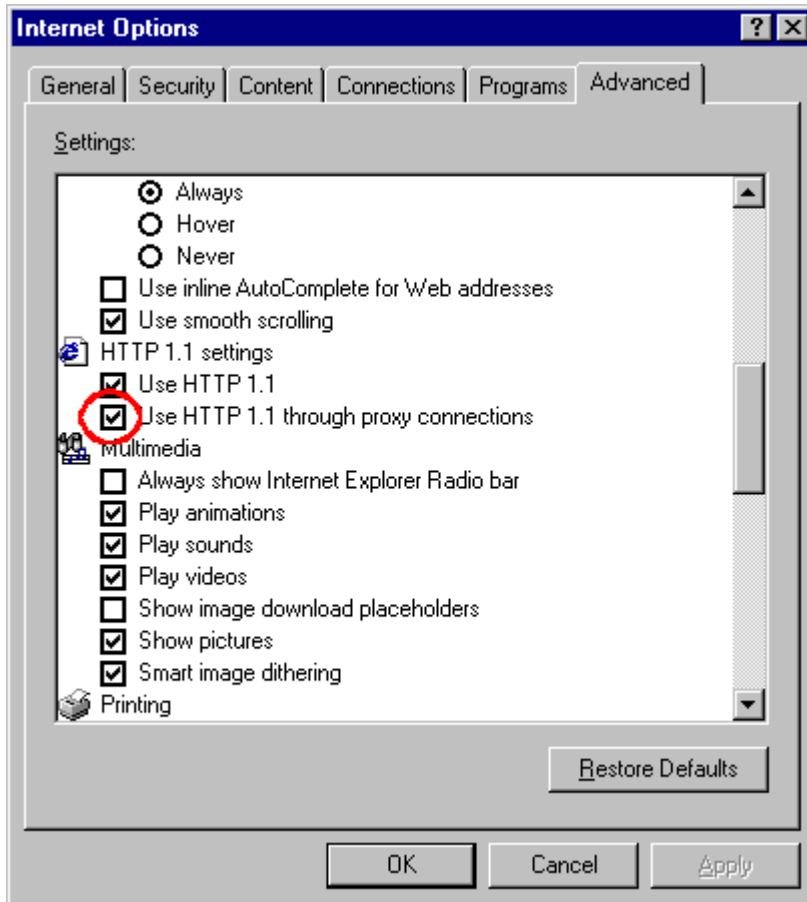 Internet Options
General Security Content Connections Programs Advanced
Settings:
Always
Hover
Never
Use inline AutoComplete for Web addresses
Use smooth scrolling
HTTP 1.1 settings
Use HTTP 1.1
Use HTTP 1.1 through proxy connections
Multimedia
Always show Internet Explorer Radio bar
Play animations
Play sounds
Play videos
Show image download placeholders
Show pictures
Smart image dithering
Printing
Restore Defaults
OK Cancel Apply